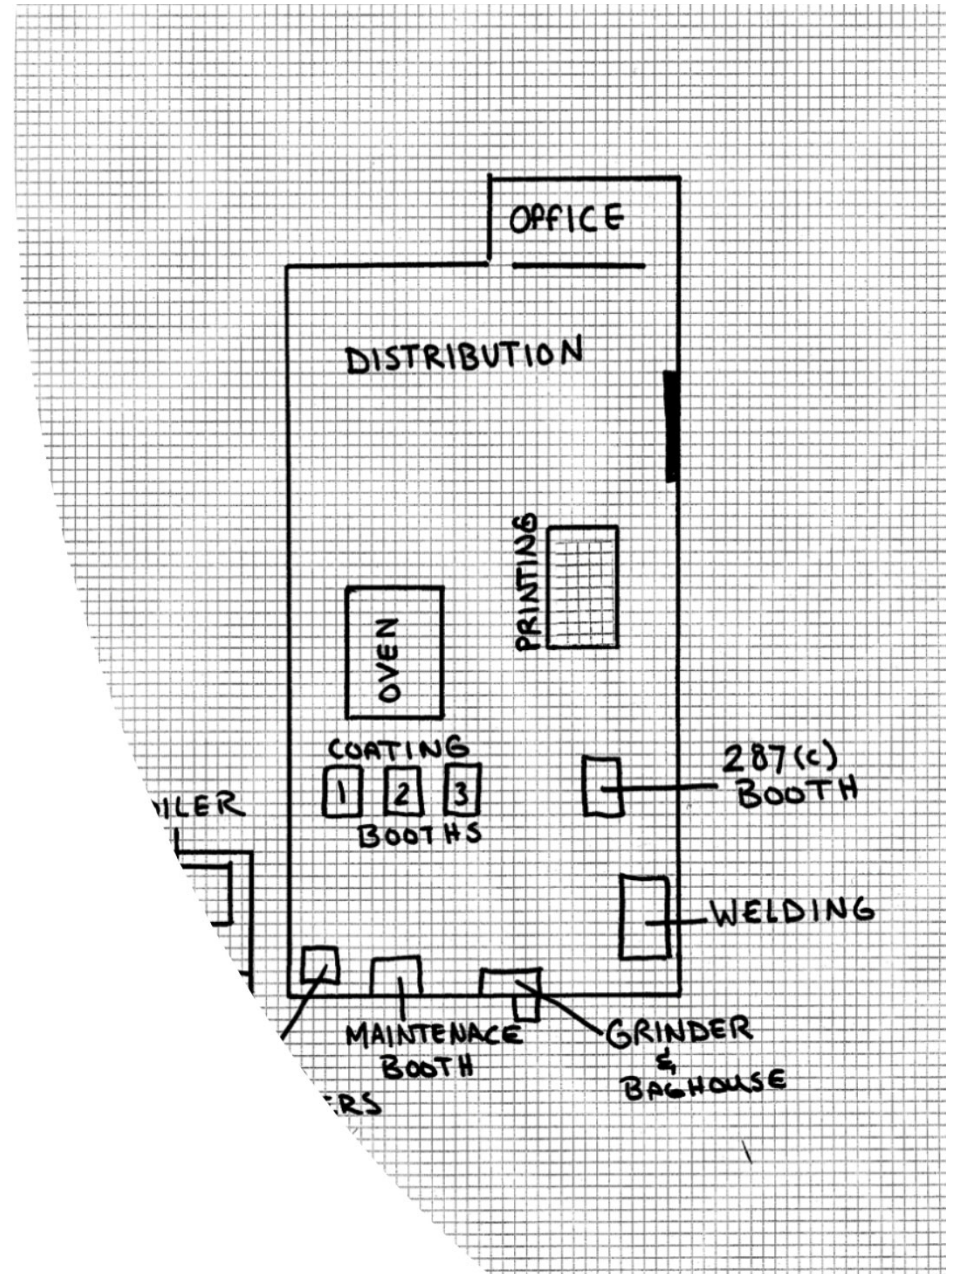 OFFICE
DISTRIBUTION
PRINTING
OVEN
COATING
1 2 3
BOOTHS
287(c)
BOOTH
WELDING
MAINTENACE
BOOTH
GRINDER
&
BAGHOUSE